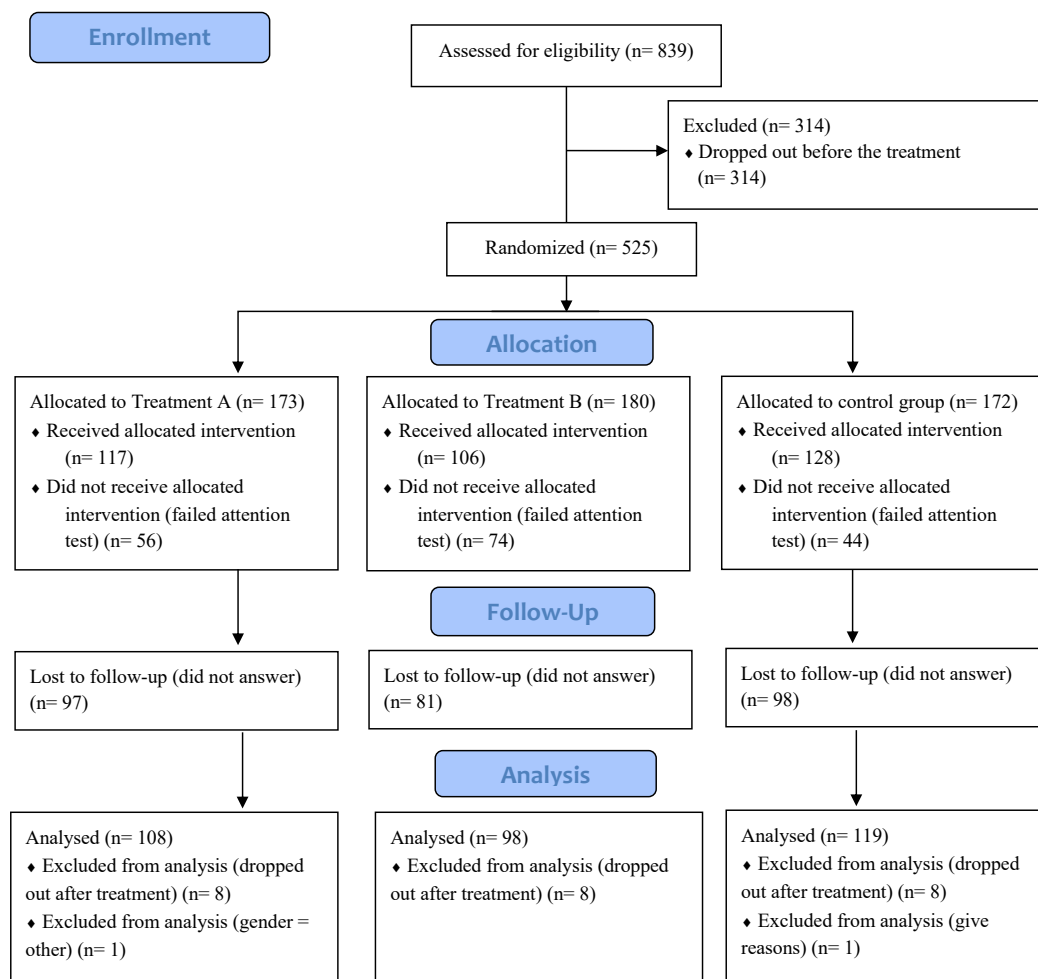 Enrollment
Assessed for eligibility (n= 839)
Excluded (n= 314)
♦ Dropped out before the treatment
(n= 314)
Randomized (n= 525)
Allocation
Allocated to Treatment A (n= 173)
♦ Received allocated intervention
(n= 117)
♦ Did not receive allocated
intervention (failed attention
test) (n= 56)
Allocated to Treatment B (n= 180)
♦ Received allocated intervention
(n= 106)
♦ Did not receive allocated
intervention (failed attention
test) (n= 74)
Allocated to control group (n= 172)
♦ Received allocated intervention
(n= 128)
♦ Did not receive allocated
intervention (failed attention
test) (n= 44)
Follow-Up
Lost to follow-up (did not answer)
(n= 97)
Lost to follow-up (did not answer)
(n= 81)
Lost to follow-up (did not answer)
(n= 98)
Analysis
Analysed (n= 108)
♦ Excluded from analysis (dropped
out after treatment) (n= 8)
♦ Excluded from analysis (gender =
other) (n= 1)
Analysed (n= 98)
♦ Excluded from analysis (dropped
out after treatment) (n= 8)
Analysed (n= 119)
♦ Excluded from analysis (dropped
out after treatment) (n= 8)
♦ Excluded from analysis (give
reasons) (n= 1)